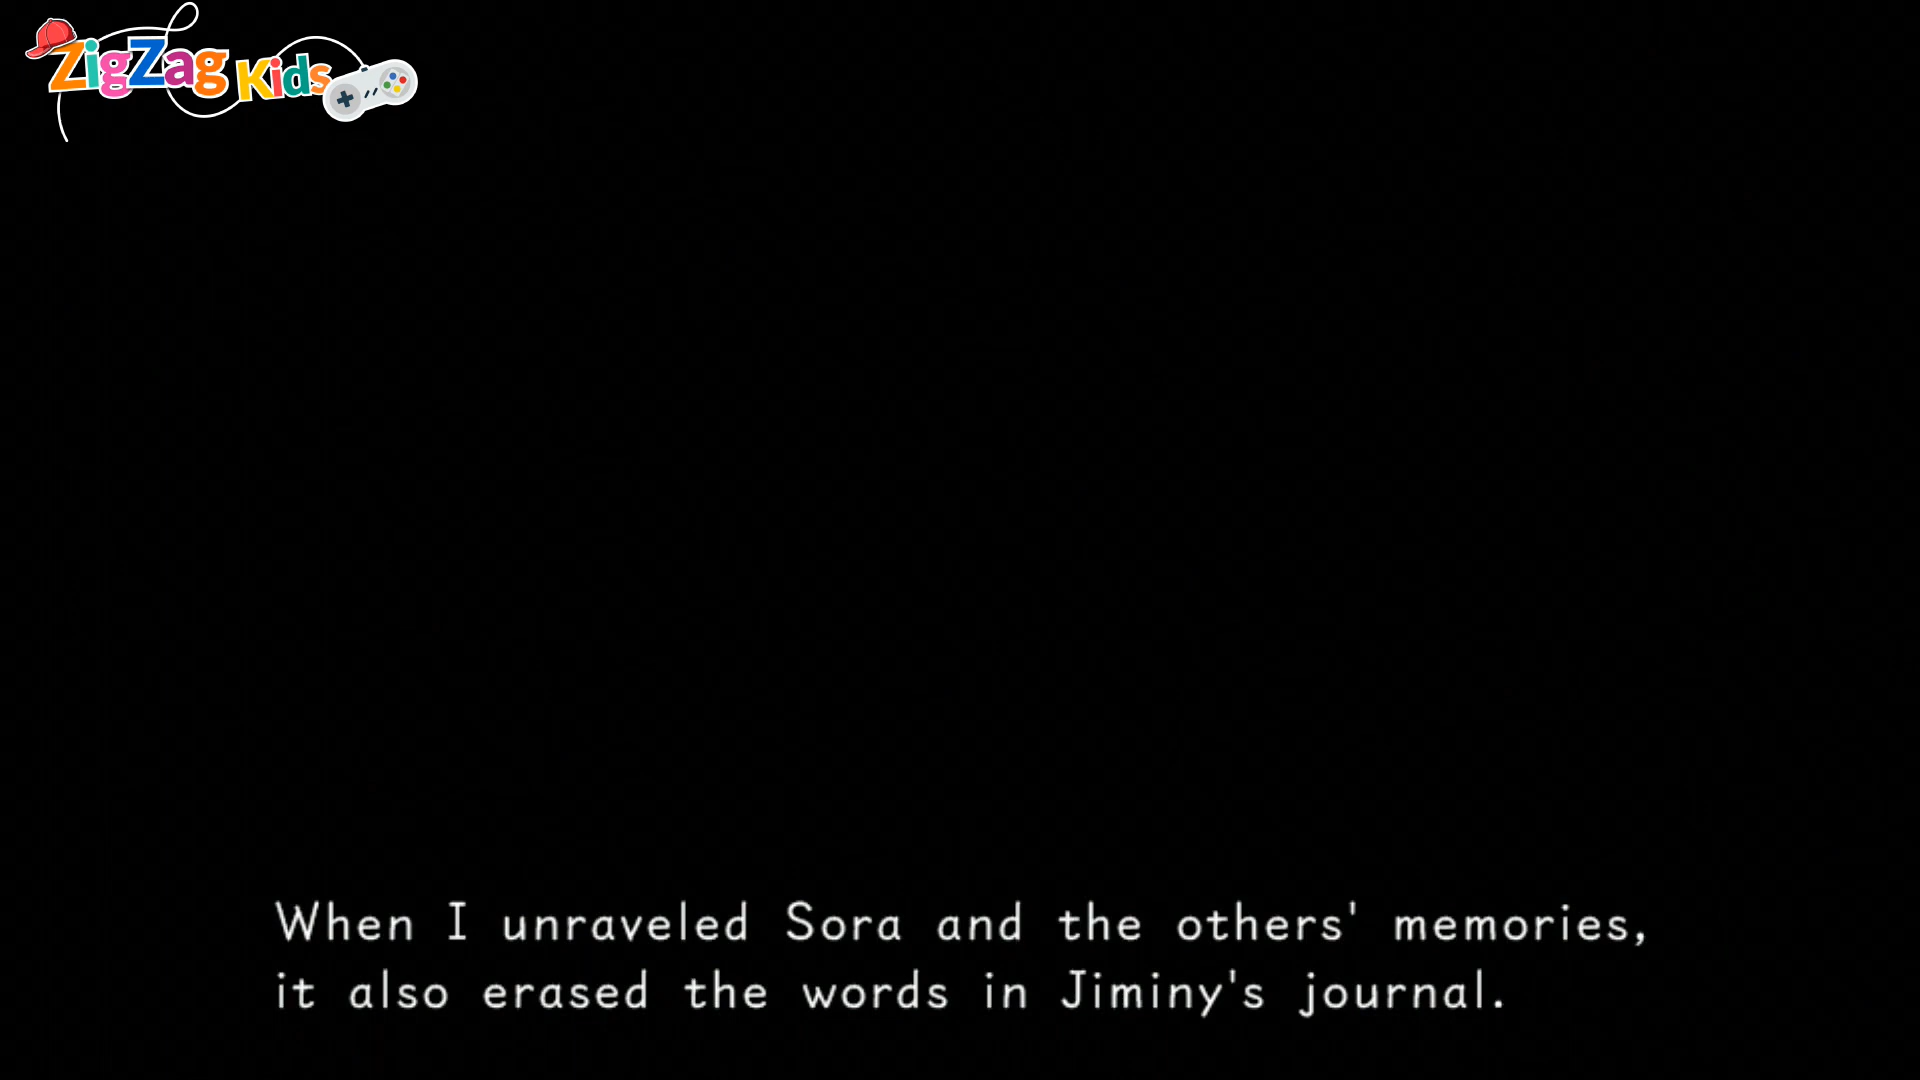 ZigZag Kids
When I unraveled Sora and the others' memories,
it also erased the words in Jiminy's journal.